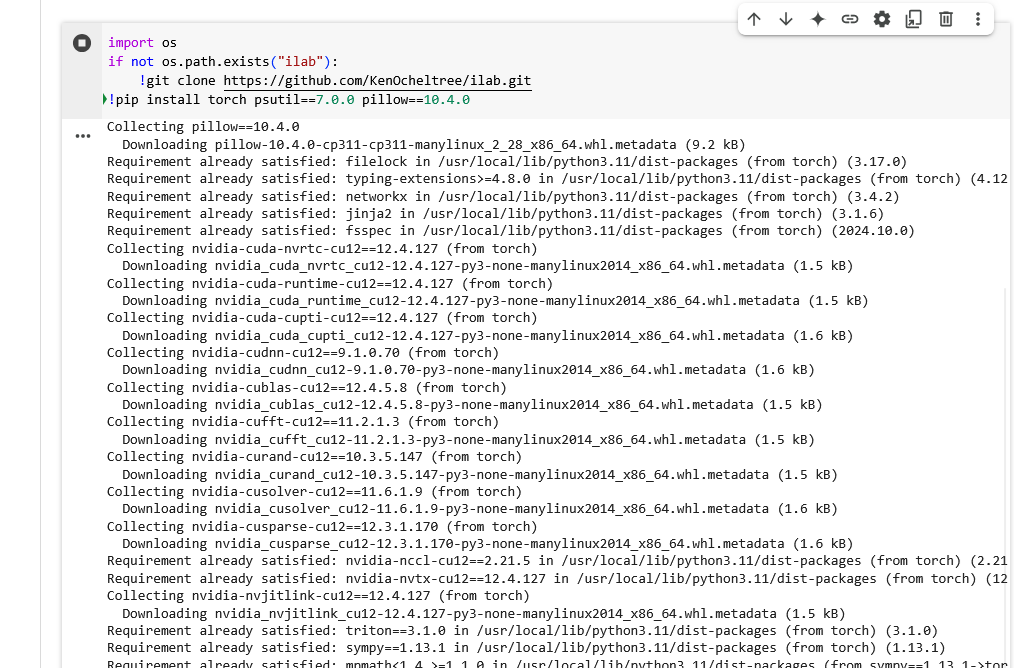 import os
if not os.path.exists("ilab"):
    !git clone https://github.com/KenOcheltree/ilab.git
!pip install torch psutil==7.0.0 pillow==10.4.0
Collecting pillow==10.4.0
  Downloading pillow-10.4.0-cp311-cp311-manylinux_2_28_x86_64.whl.metadata (9.2 kB)
Requirement already satisfied: filelock in /usr/local/lib/python3.11/dist-packages (from torch) (3.17.0)
Requirement already satisfied: typing-extensions>=4.8.0 in /usr/local/lib/python3.11/dist-packages (from torch) (4.12
Requirement already satisfied: networkx in /usr/local/lib/python3.11/dist-packages (from torch) (3.4.2)
Requirement already satisfied: jinja2 in /usr/local/lib/python3.11/dist-packages (from torch) (3.1.6)
Requirement already satisfied: fsspec in /usr/local/lib/python3.11/dist-packages (from torch) (2024.10.0)
Collecting nvidia-cuda-nvrtc-cu12==12.4.127 (from torch)
  Downloading nvidia_cuda_nvrtc_cu12-12.4.127-py3-none-manylinux2014_x86_64.whl.metadata (1.5 kB)
Collecting nvidia-cuda-runtime-cu12==12.4.127 (from torch)
  Downloading nvidia_cuda_runtime_cu12-12.4.127-py3-none-manylinux2014_x86_64.whl.metadata (1.5 kB)
Collecting nvidia-cuda-cupti-cu12==12.4.127 (from torch)
  Downloading nvidia_cuda_cupti_cu12-12.4.127-py3-none-manylinux2014_x86_64.whl.metadata (1.6 kB)
Collecting nvidia-cudnn-cu12==9.1.0.70 (from torch)
  Downloading nvidia_cudnn_cu12-9.1.0.70-py3-none-manylinux2014_x86_64.whl.metadata (1.6 kB)
Collecting nvidia-cublas-cu12==12.4.5.8 (from torch)
  Downloading nvidia_cublas_cu12-12.4.5.8-py3-none-manylinux2014_x86_64.whl.metadata (1.5 kB)
Collecting nvidia-cufft-cu12==11.2.1.3 (from torch)
  Downloading nvidia_cufft_cu12-11.2.1.3-py3-none-manylinux2014_x86_64.whl.metadata (1.5 kB)
Collecting nvidia-curand-cu12==10.3.5.147 (from torch)
  Downloading nvidia_curand_cu12-10.3.5.147-py3-none-manylinux2014_x86_64.whl.metadata (1.5 kB)
Collecting nvidia-cusolver-cu12==11.6.1.9 (from torch)
  Downloading nvidia_cusolver_cu12-11.6.1.9-py3-none-manylinux2014_x86_64.whl.metadata (1.6 kB)
Collecting nvidia-cusparse-cu12==12.3.1.170 (from torch)
  Downloading nvidia_cusparse_cu12-12.3.1.170-py3-none-manylinux2014_x86_64.whl.metadata (1.6 kB)
Requirement already satisfied: nvidia-nccl-cu12==2.21.5 in /usr/local/lib/python3.11/dist-packages (from torch) (2.21
Requirement already satisfied: nvidia-nvtx-cu12==12.4.127 in /usr/local/lib/python3.11/dist-packages (from torch) (12
Collecting nvidia-nvjitlink-cu12==12.4.127 (from torch)
  Downloading nvidia_nvjitlink_cu12-12.4.127-py3-none-manylinux2014_x86_64.whl.metadata (1.5 kB)
Requirement already satisfied: triton==3.1.0 in /usr/local/lib/python3.11/dist-packages (from torch) (3.1.0)
Requirement already satisfied: sympy==1.13.1 in /usr/local/lib/python3.11/dist-packages (from torch) (1.13.1)
Requirement already satisfied: mpmath<1.4,>=1.1.0 in /usr/local/lib/python3.11/dist-packages (from sympy==1.13.1->tor